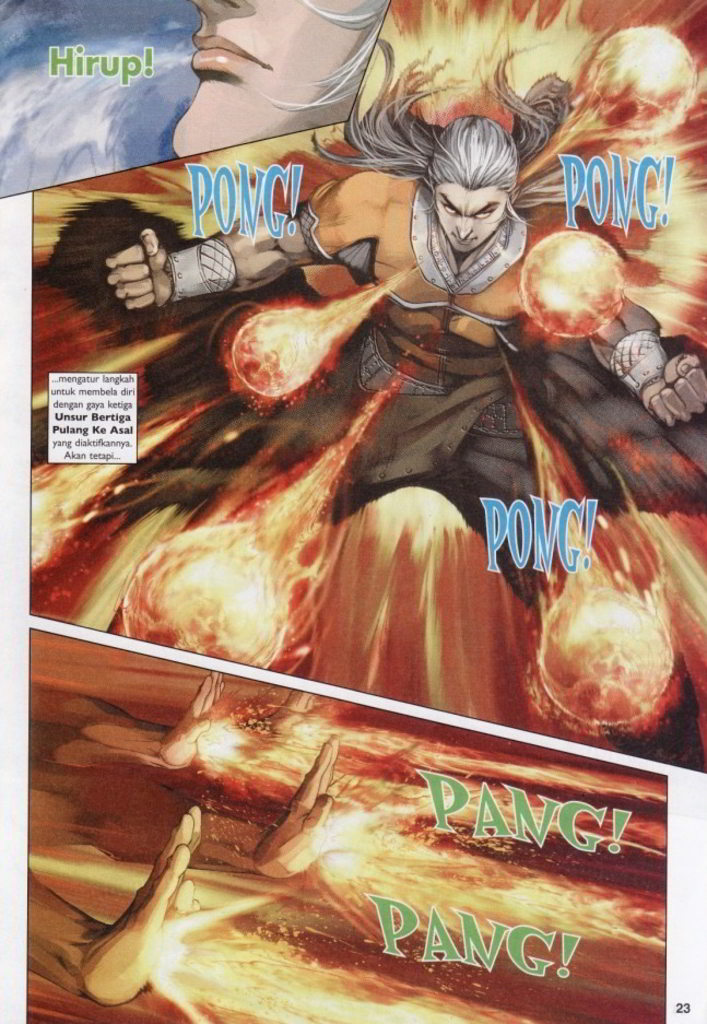 Hirup!
PONG!
PONG!
...mengatur langkah
untuk membela diri
dengan gaya ketiga
Unsur Bertiga
Pulang Ke Asal
yang diaktifkannya.
Akan tetapi...
PONG!
PANG!
PANG!
23